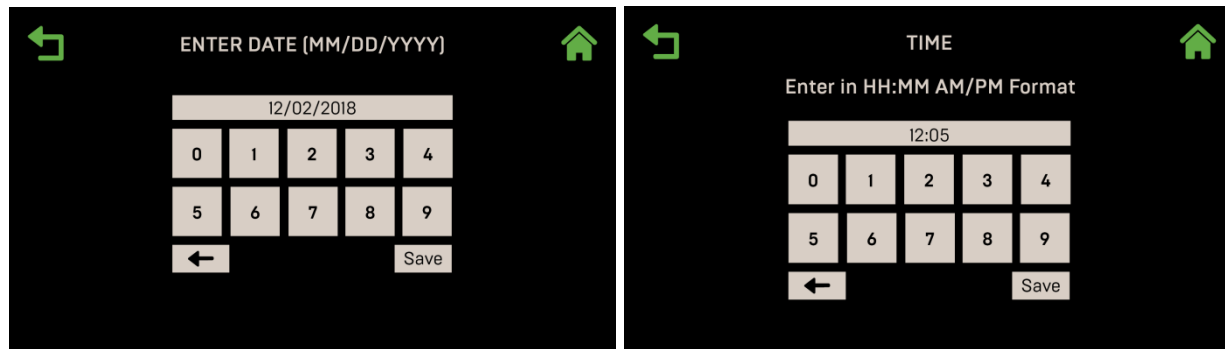 ENTER DATE (MM/DD/YYYY)
12/02/2018
0 1 2 3 4
5 6 7 8 9
Save
TIME
Enter in HH:MM AM/PM Format
12:05
0 1 2 3 4
5 6 7 8 9
Save